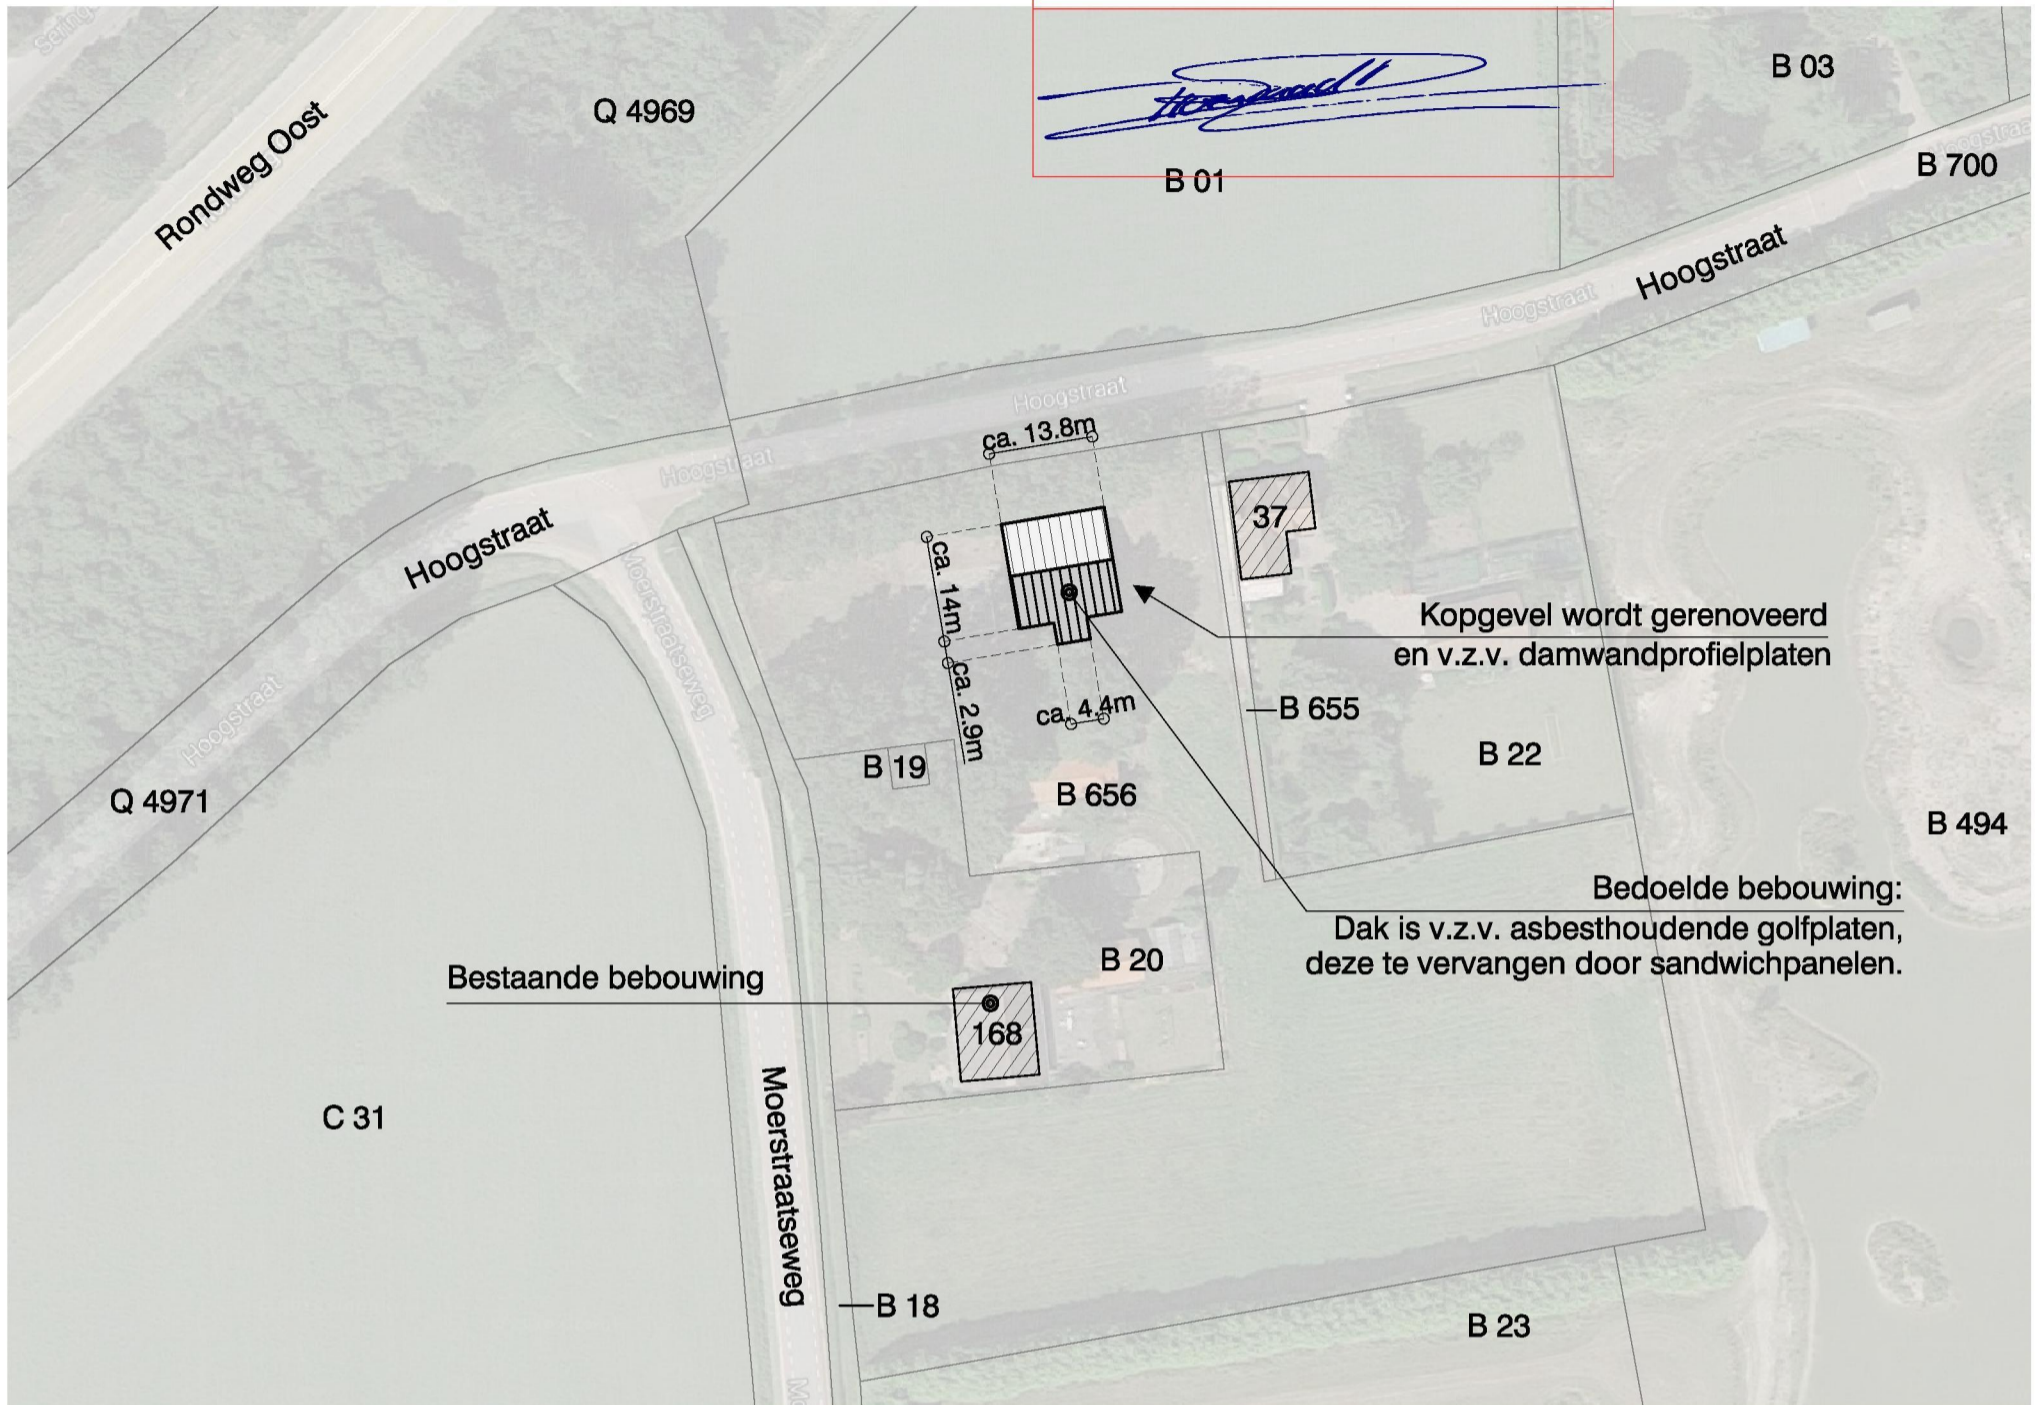 Q 4969
B 03
Rondweg Oost
B 01
B 700
Hoogstraat
Hoogstraat
Hoogstraat
ca. 13.8m
Hoogstraat
Hoogstraat
37
ca. 14m
Moerstraatseweg
Kopgevel wordt gerenoveerd
en v.z.v. damwandprofielplaten
ca. 2.9m
ca. 4.4m
B 655
Hoogstraat
B 22
B 19
B 656
Q 4971
B 494
Bedoelde bebouwing:
Dak is v.z.v. asbesthoudende golfplaten,
deze te vervangen door sandwichpanelen.
B 20
Bestaande bebouwing
168
C 31
Moerstraatseweg
B 18
B 23